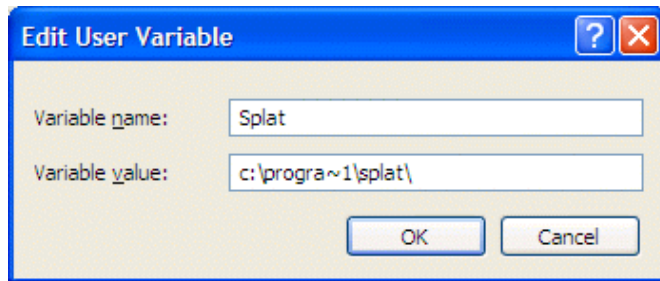 Edit User Variable
?
Variable name: Splat
Variable value: c:\progra~1\splat\
OK Cancel